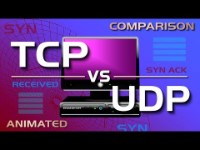 COMPARISON
SYN
TCP
vs
SYN ACK
RECEIVED
UDP
ANIMATED
SYN